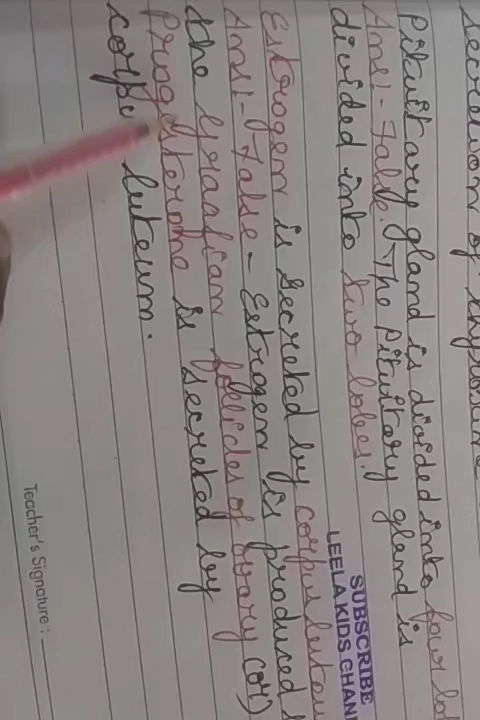 secretion of thyroxine
Pituitary gland is divided into four lo
Ans:- False. The Pituitary gland is
divided into two lobes.
Estrogen is secreted by corpus luteu
Ans:- False - Estrogen is produced
the graafian follicles of ovary (or)
Progesterone is secreted by
corpu luteum.
SUBSCRIBE
LEELA KIDS CHAN
Teacher's Signature :